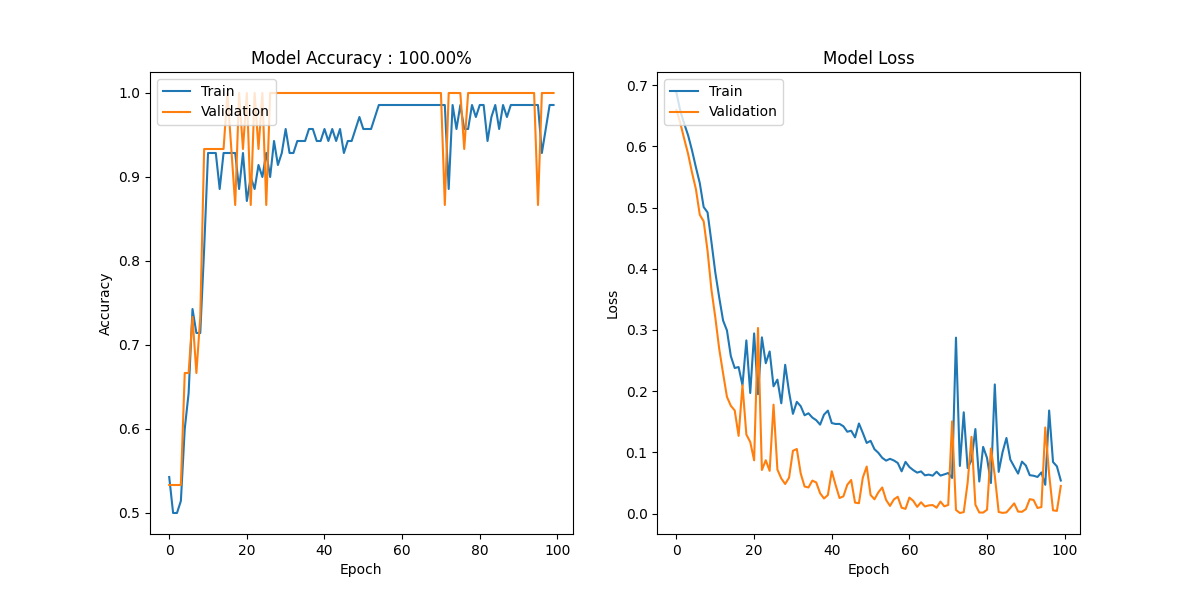 Model Accuracy : 100.00%
Train
Validation
1.0
0.9
0.8
0.7
0.6
0.5
Accuracy
0 20 40 60 80 100
Epoch
Model Loss
Train
Validation
0.7
0.6
0.5
0.4
0.3
0.2
0.1
0.0
Loss
0 20 40 60 80 100
Epoch